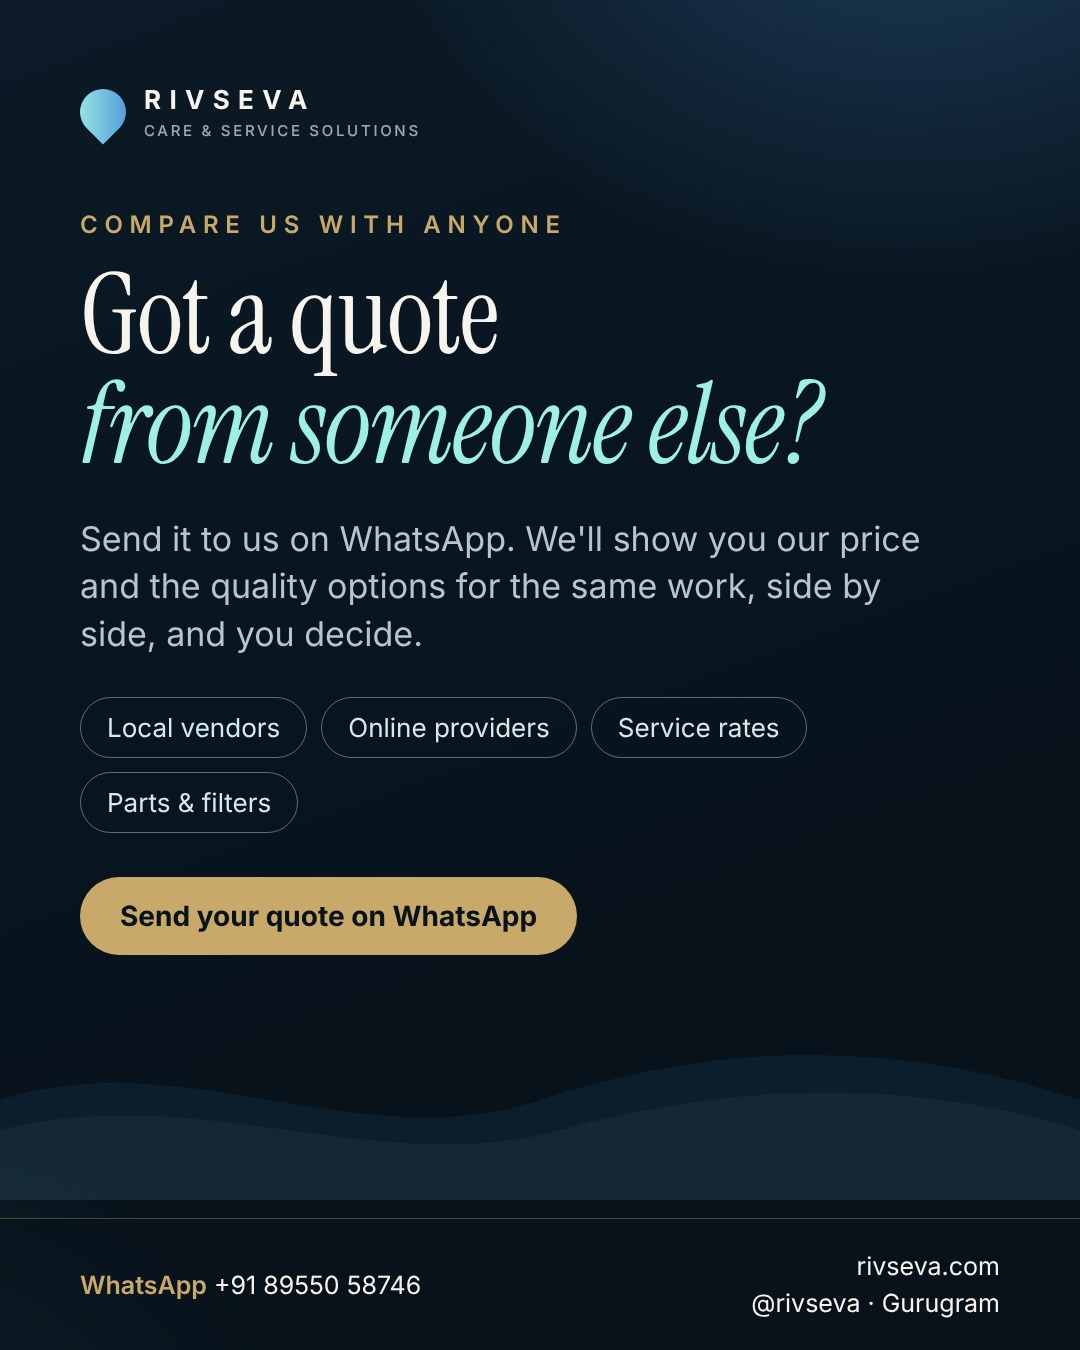 RIVSEVA
CARE & SERVICE SOLUTIONS
COMPARE US WITH ANYONE
Got a quote
from someone else?
Send it to us on WhatsApp. We'll show you our price
and the quality options for the same work, side by
side, and you decide.
Local vendors
Online providers
Service rates
Parts & filters
Send your quote on WhatsApp
WhatsApp +91 89550 58746
rivseva.com
@rivseva · Gurugram